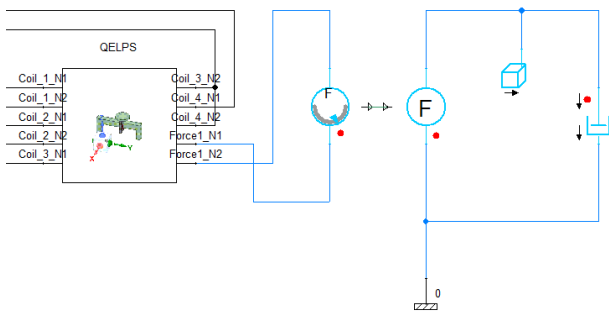 QELPS
Coil_1_N1 Coil_3_N2
Coil_1_N2 Coil_4_N1
Coil_2_N1 Coil_4_N2
Coil_2_N2 Force1_N1
Coil_3_N1 Force1_N2
Z
Y
X
F
F
0